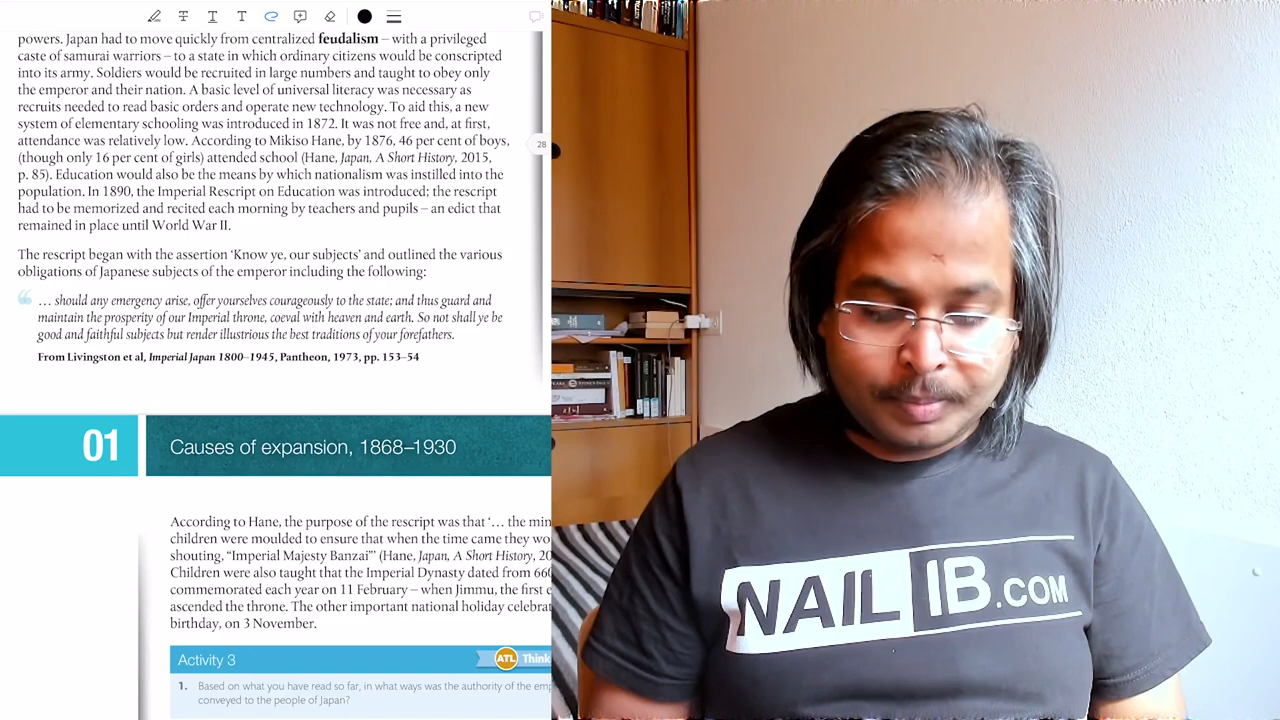 powers. Japan had to move quickly from centralized feudalism – with a privileged
caste of samurai warriors – to a state in which ordinary citizens would be conscripted
into its army. Soldiers would be recruited in large numbers and taught to obey only
the emperor and their nation. A basic level of universal literacy was necessary as
recruits needed to read basic orders and operate new technology. To aid this, a new
system of elementary schooling was introduced in 1872. It was not free and, at first,
attendance was relatively low. According to Mikiso Hane, by 1876, 46 per cent of boys,
(though only 16 per cent of girls) attended school (Hane, Japan, A Short History, 2015,
p. 85). Education would also be the means by which nationalism was instilled into the
population. In 1890, the Imperial Rescript on Education was introduced; the rescript
had to be memorized and recited each morning by teachers and pupils – an edict that
remained in place until World War II.
28
The rescript began with the assertion ‘Know ye, our subjects’ and outlined the various
obligations of Japanese subjects of the emperor including the following:
… should any emergency arise, offer yourselves courageously to the state; and thus guard and
maintain the prosperity of our Imperial throne, coeval with heaven and earth. So not shall ye be
good and faithful subjects but render illustrious the best traditions of your forefathers.
From Livingston et al, Imperial Japan 1800–1945, Pantheon, 1973, pp. 153–54
01
Causes of expansion, 1868–1930
According to Hane, the purpose of the rescript was that ‘… the min
children were moulded to ensure that when the time came they wo
shouting, “Imperial Majesty Banzai”’ (Hane, Japan, A Short History, 20
Children were also taught that the Imperial Dynasty dated from 660
commemorated each year on 11 February – when Jimmu, the first e
ascended the throne. The other important national holiday celebrat
birthday, on 3 November.
Activity 3
ATL Think
1. Based on what you have read so far, in what ways was the authority of the emp
conveyed to the people of Japan?
NAIL IB.COM